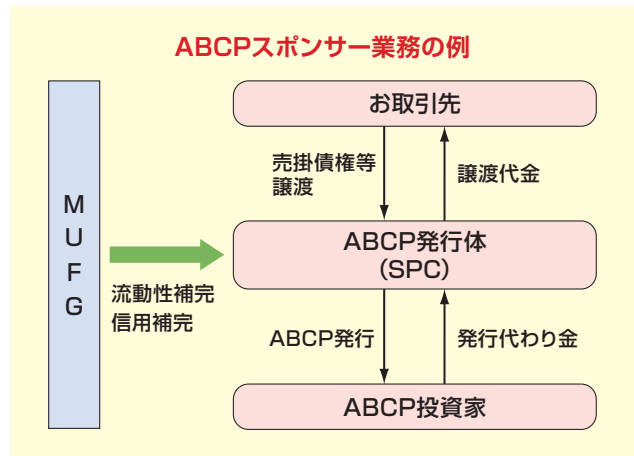 ABCPスポンサー業務の例
お取引先
売掛債権等
譲渡
譲渡代金
MUFG
ABCP発行体
（SPC）
流動性補完
信用補完
ABCP発行
発行代わり金
ABCP投資家